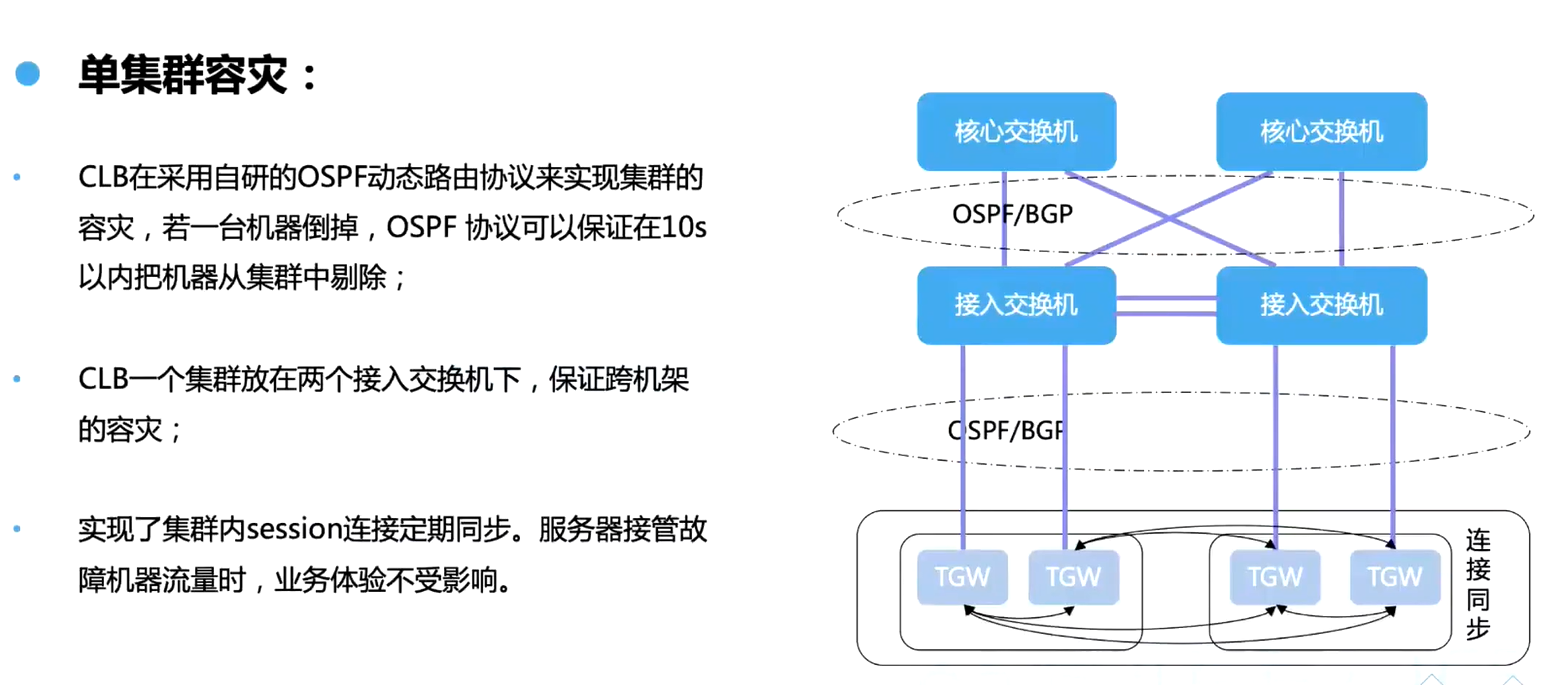 单集群容灾：
CLB在采用自研的OSPF动态路由协议来实现集群的
容灾，若一台机器倒掉，OSPF 协议可以保证在10s
以内把机器从集群中剔除；
CLB一个集群放在两个接入交换机下，保证跨机架
的容灾；
实现了集群内session连接定期同步。服务器接管故
障机器流量时，业务体验不受影响。
核心交换机
核心交换机
OSPF/BGP
接入交换机
接入交换机
OSPF/BGP
TGW
TGW
TGW
TGW
连接同步